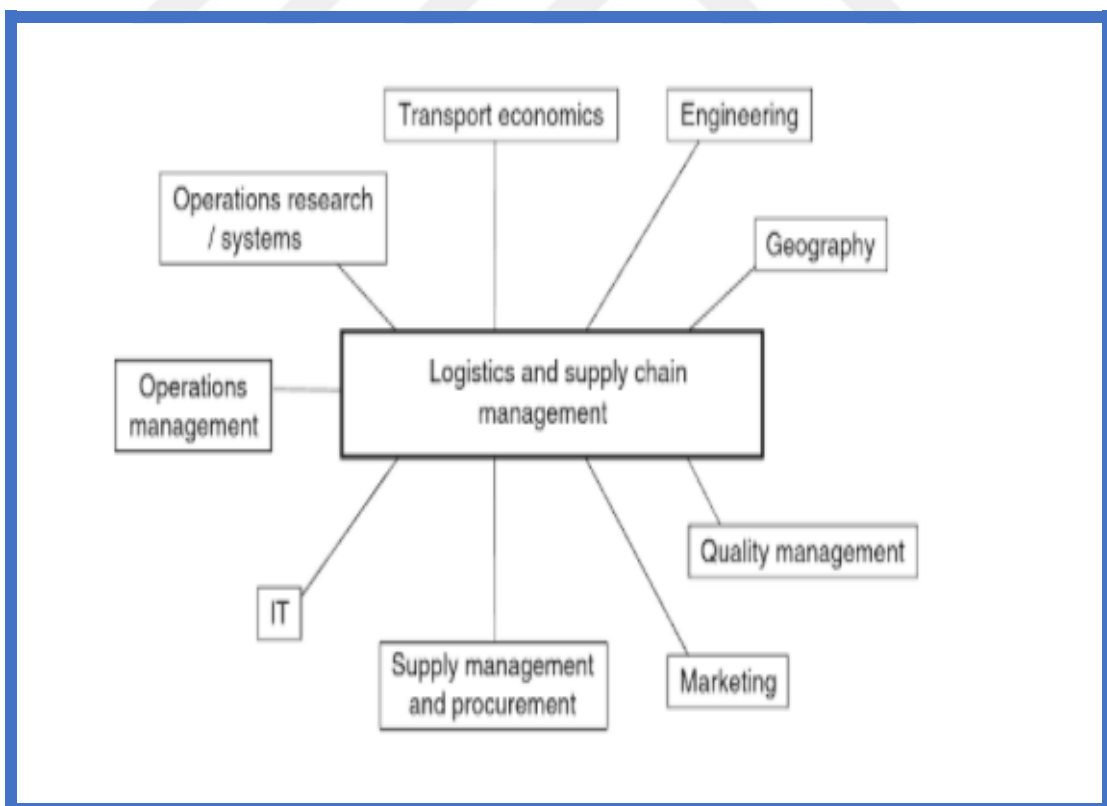 Transport economics
Engineering
Operations research
/ systems
Geography
Logistics and supply chain
management
Operations
management
Quality management
IT
Supply management
and procurement
Marketing